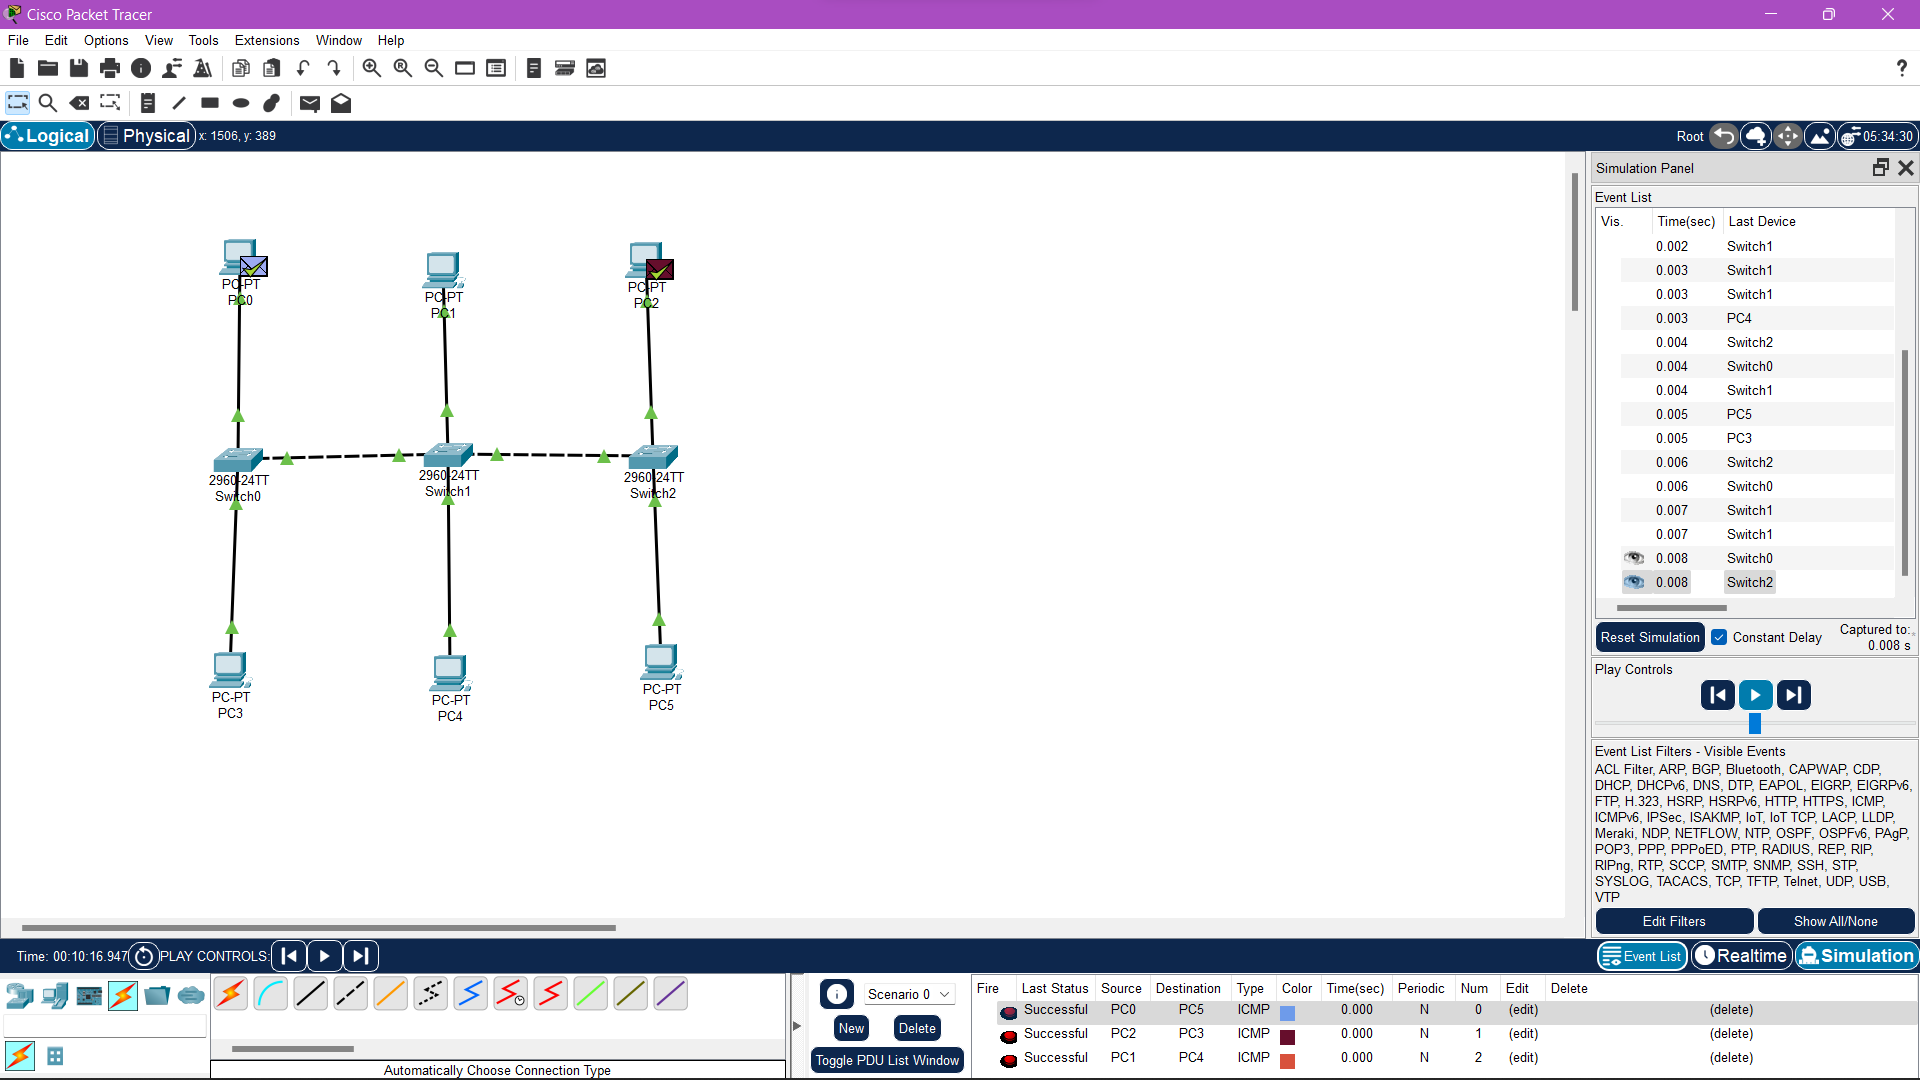 Cisco Packet Tracer
File Edit Options View Tools Extensions Window Help
?
Logical Physical x: 1506, y: 389
Root 05:34:30
PC-PT
PC0
PC-PT
PC1
PC-PT
PC2
2960-24TT
Switch0
2960-24TT
Switch1
2960-24TT
Switch2
PC-PT
PC3
PC-PT
PC4
PC-PT
PC5
Simulation Panel
Event List
Vis. Time(sec) Last Device
0.002 Switch1
0.003 Switch1
0.003 Switch1
0.003 PC4
0.004 Switch2
0.004 Switch0
0.004 Switch1
0.005 PC5
0.005 PC3
0.006 Switch2
0.006 Switch0
0.007 Switch1
0.007 Switch1
0.008 Switch0
0.008 Switch2
Reset Simulation Constant Delay Captured to:
0.008 s
Play Controls
Event List Filters - Visible Events
ACL Filter, ARP, BGP, Bluetooth, CAPWAP, CDP,
DHCP, DHCPv6, DNS, DTP, EAPOL, EIGRP, EIGRPv6,
FTP, H.323, HSRP, HSRPv6, HTTP, HTTPS, ICMP,
ICMPv6, IPSec, ISAKMP, IoT, IoT TCP, LACP, LLDP,
Meraki, NDP, NETFLOW, NTP, OSPF, OSPFv6, PAgP,
POP3, PPP, PPPoED, PTP, RADIUS, REP, RIP,
RIPng, RTP, SCCP, SMTP, SNMP, SSH, STP,
SYSLOG, TACACS, TCP, TFTP, Telnet, UDP, USB,
VTP
Edit Filters Show All/None
Time: 00:10:16.947 PLAY CONTROLS:
Event List Realtime Simulation
Automatically Choose Connection Type
Scenario 0
New Delete
Toggle PDU List Window
Fire Last Status Source Destination Type Color Time(sec) Periodic Num Edit Delete
Successful PC0 PC5 ICMP 0.000 N 0 (edit) (delete)
Successful PC2 PC3 ICMP 0.000 N 1 (edit) (delete)
Successful PC1 PC4 ICMP 0.000 N 2 (edit) (delete)